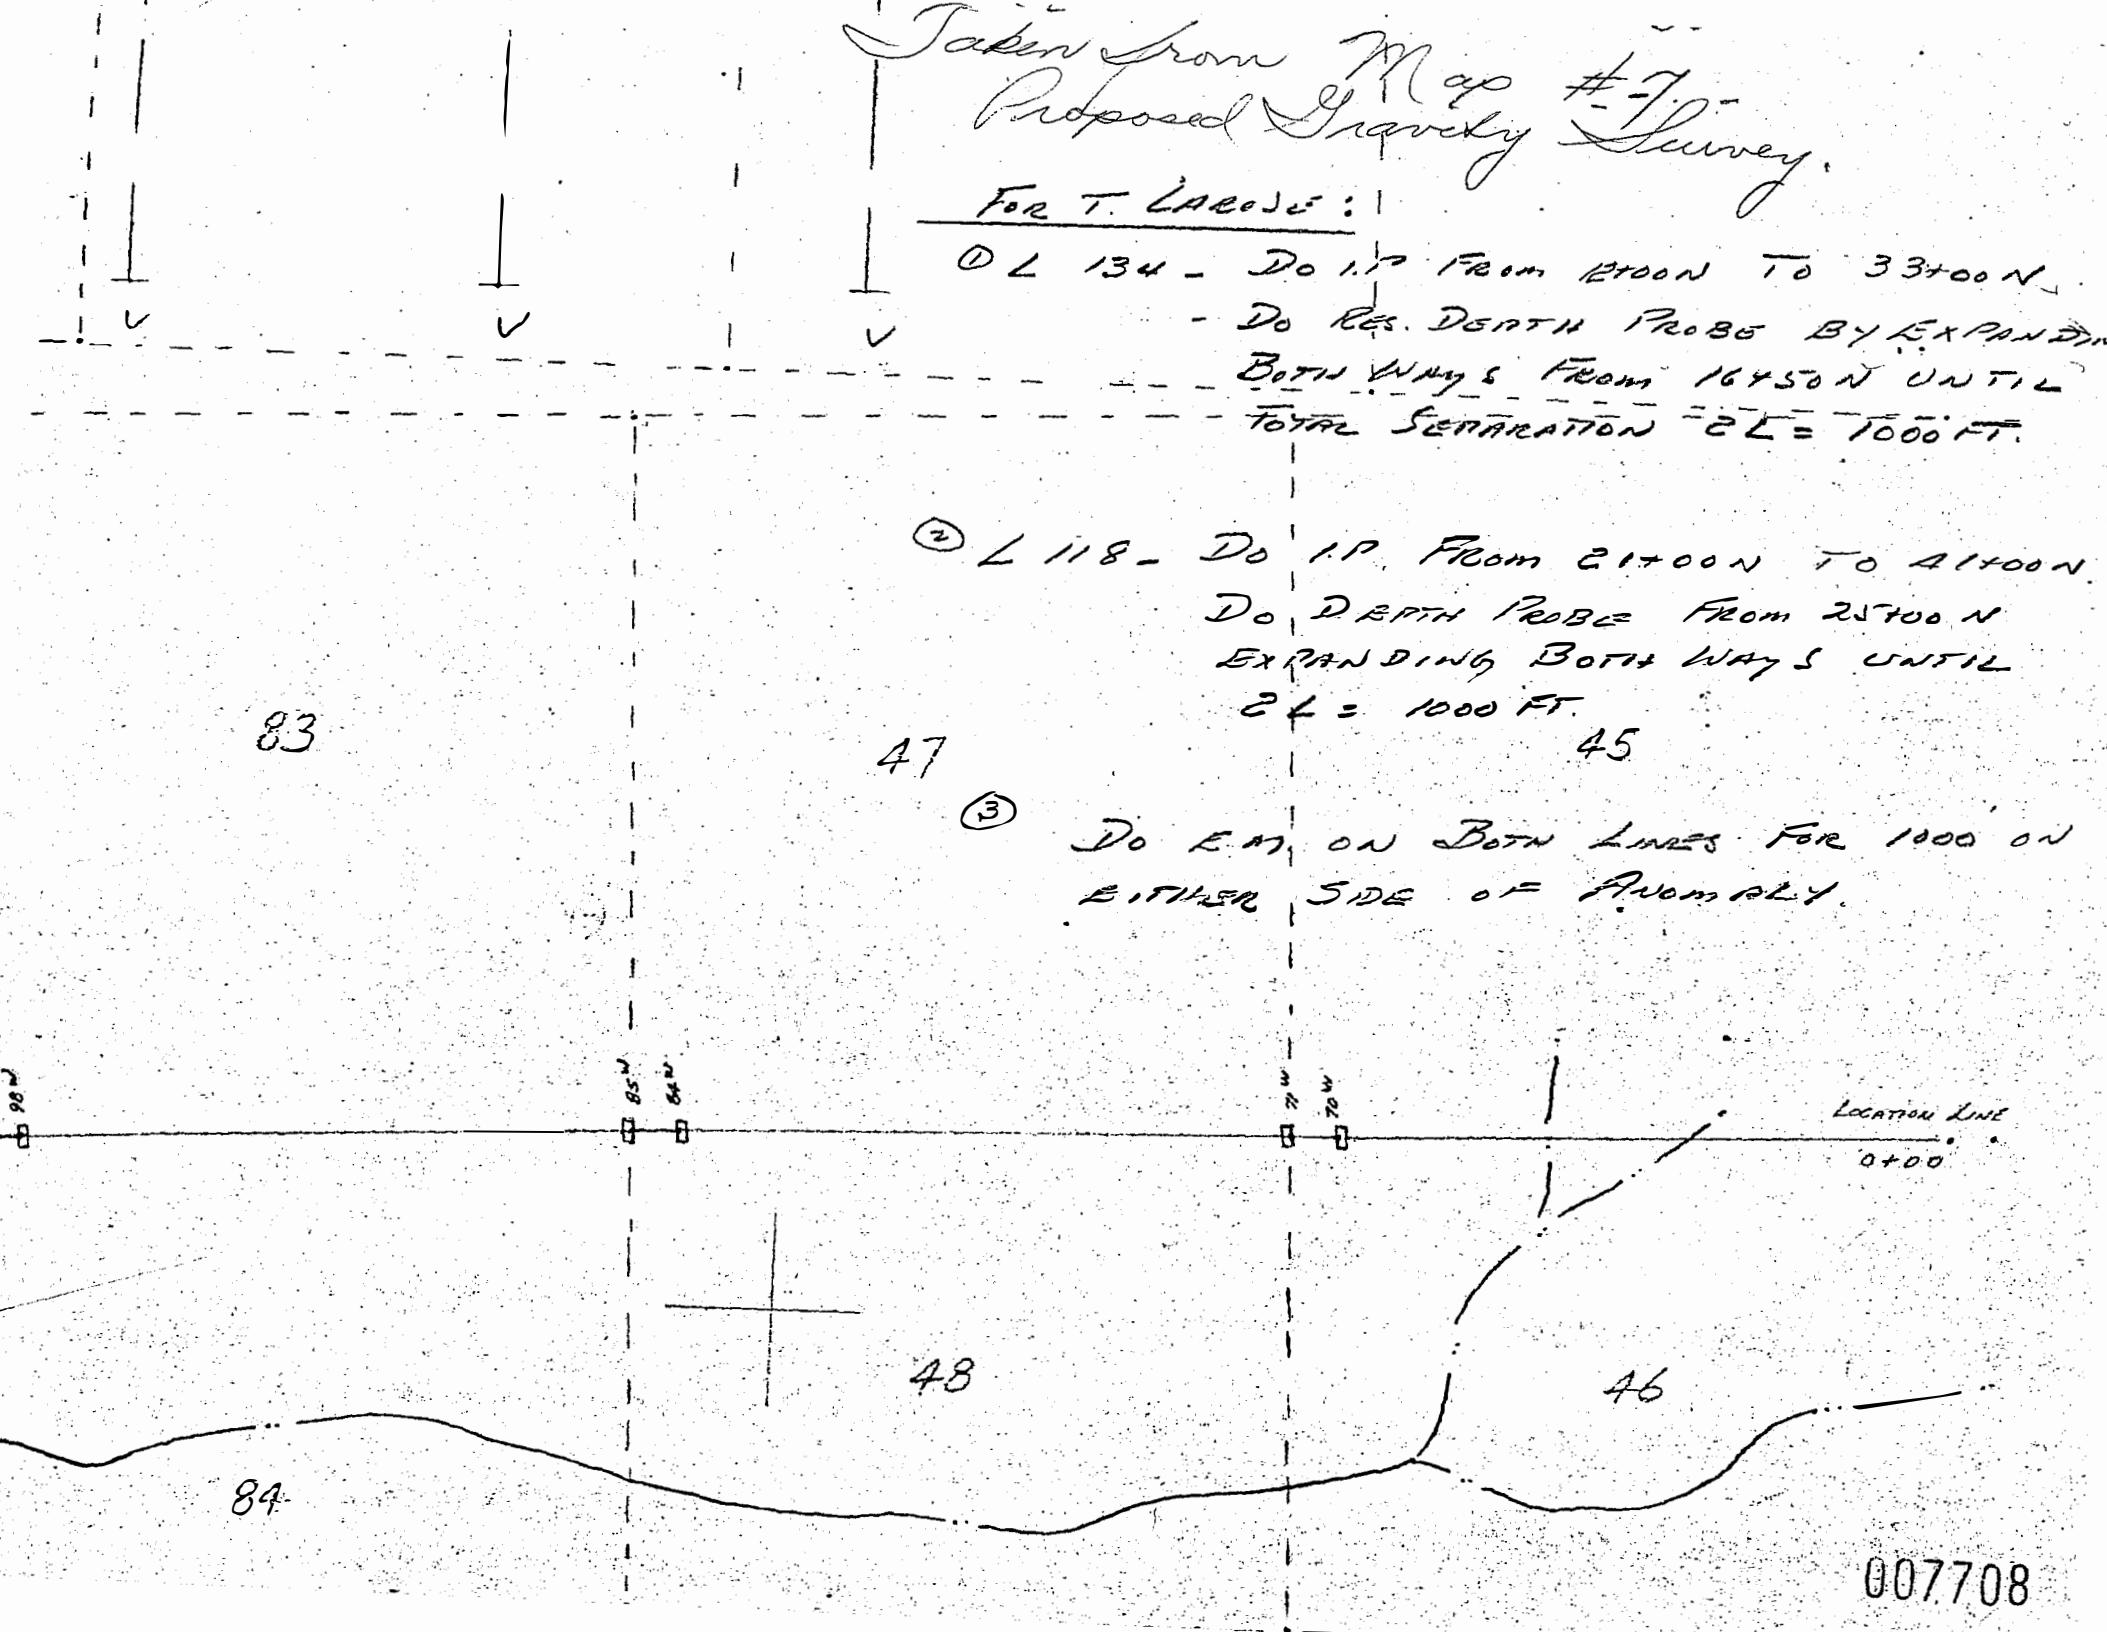 Taken from Map #7.
Proposed Gravity Survey.
FOR T. LAROSE:
① L 134 - DO I.P FROM 12+00N TO 33+00N.
- DO RES. DEPTH PROBE BY EXPANDIN
BOTH WAYS FROM 16+50N UNTIL
TOTAL SEPARATION 2L = 1000 FT.
② L 118 - DO I.P. FROM 21+00N TO 41+00N.
DO DEPTH PROBE FROM 25+00N
EXPANDING BOTH WAYS UNTIL
2L = 1000 FT.
83
47
45
③ DO E.M. ON BOTH LINES FOR 1000 ON
EITHER SIDE OF ANOMALY.
98W
85W
84W
71W
70W
LOCATION LINE
0+00
48
46
84
007708